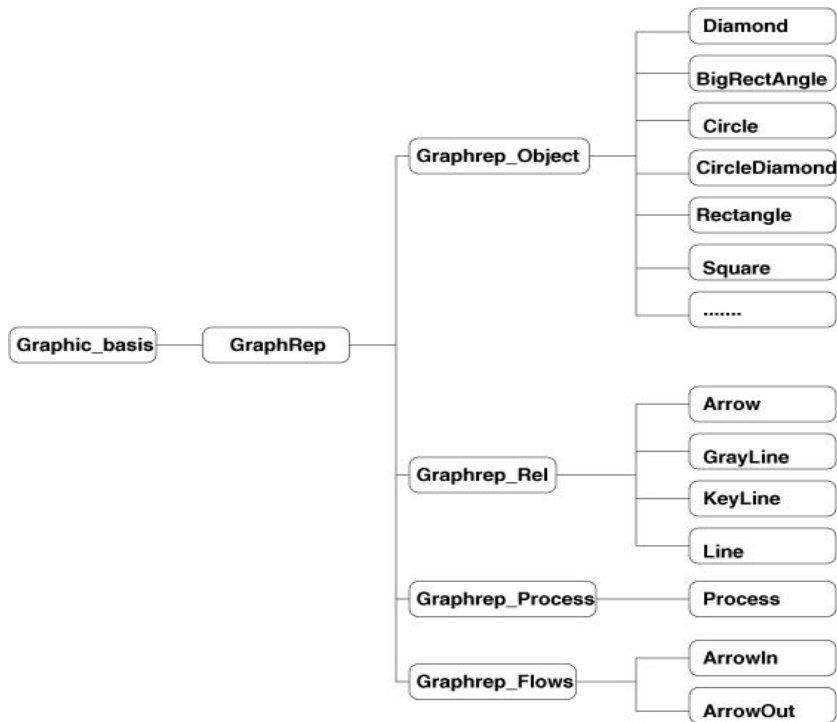 Diamond
BigRectAngle
Circle
Graphrep_Object
CircleDiamond
Rectangle
Square
.......
Graphic_basis
GraphRep
Arrow
GrayLine
Graphrep_Rel
KeyLine
Line
Graphrep_Process
Process
ArrowIn
Graphrep_Flows
ArrowOut